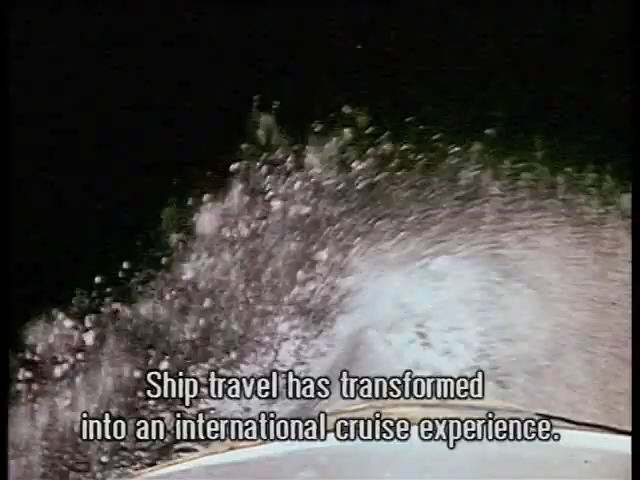 Ship travel has transformed
into an international cruise experience.